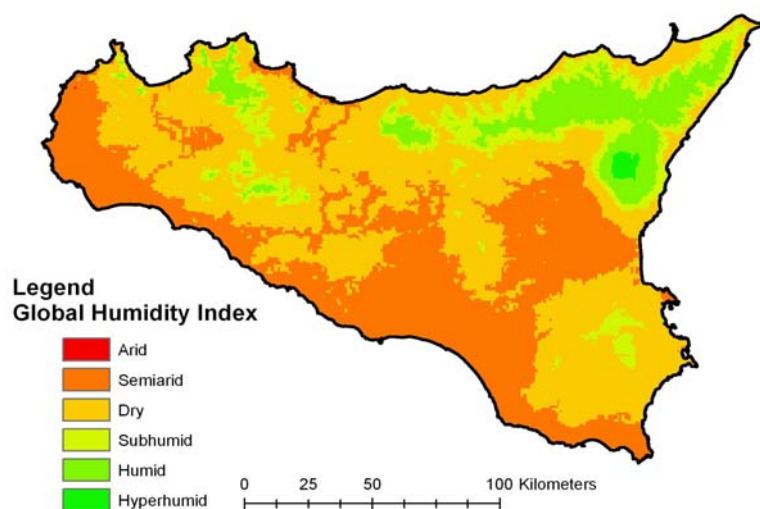 Legend
Global Humidity Index
Arid
Semiarid
Dry
Subhumid
Humid
Hyperhumid
0 25 50 100 Kilometers